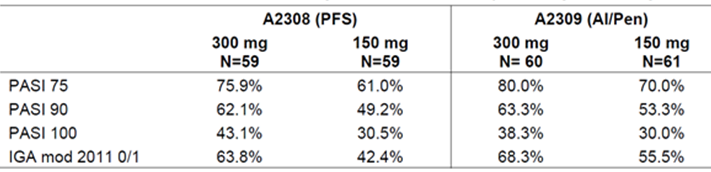 A2308 (PFS) A2309 (AI/Pen)
300 mg 150 mg 300 mg 150 mg
N=59 N=59 N= 60 N=61
PASI 75 75.9% 61.0% 80.0% 70.0%
PASI 90 62.1% 49.2% 63.3% 53.3%
PASI 100 43.1% 30.5% 38.3% 30.0%
IGA mod 2011 0/1 63.8% 42.4% 68.3% 55.5%